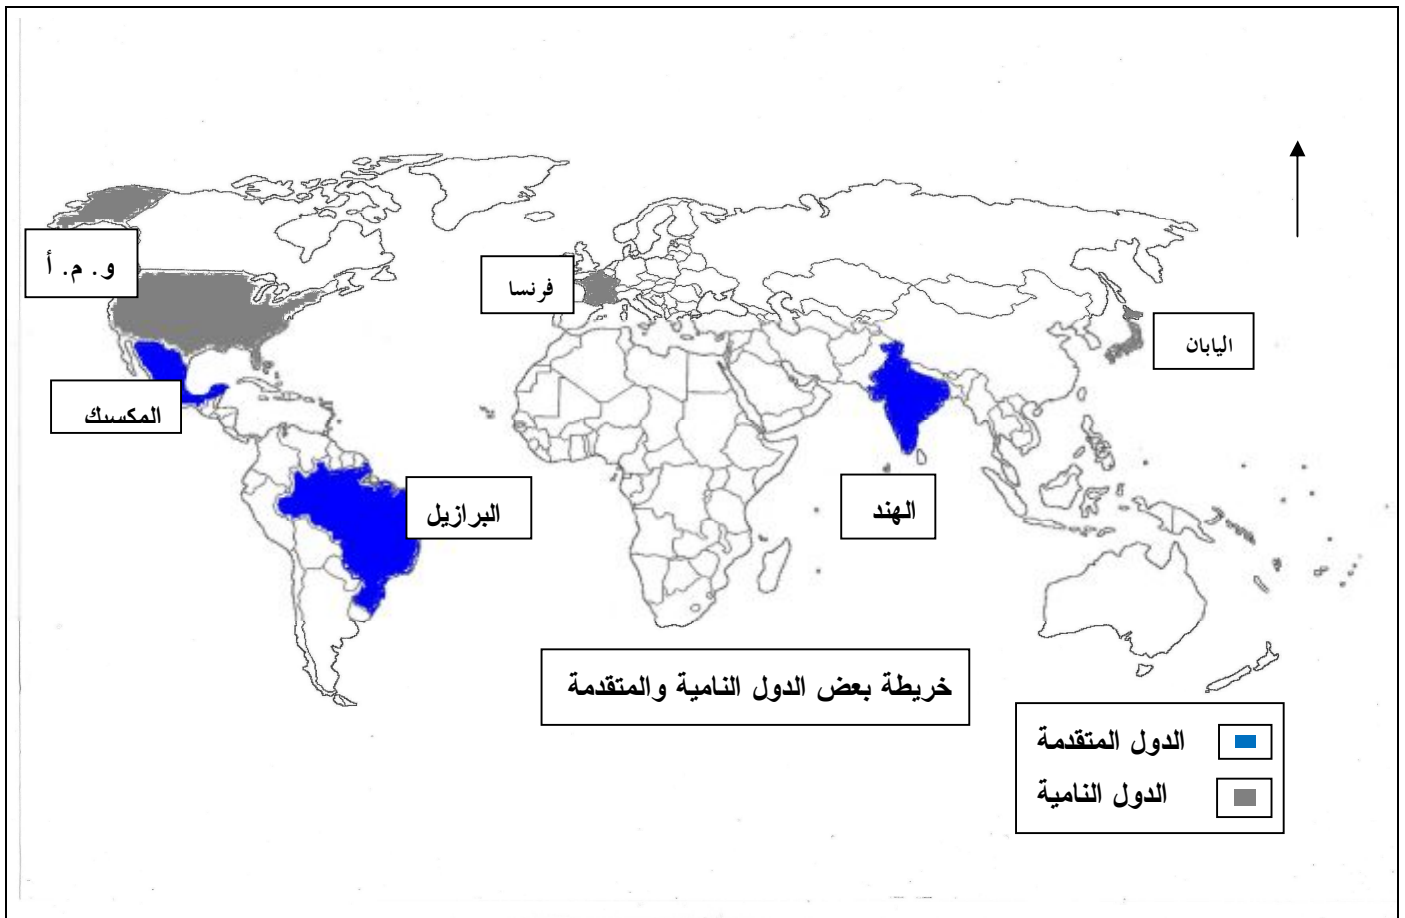 و. م. أ
فرنسا
اليابان
المكسيك
البرازيل
الهند
خريطة بعض الدول النامية والمتقدمة
الدول المتقدمة
الدول النامية